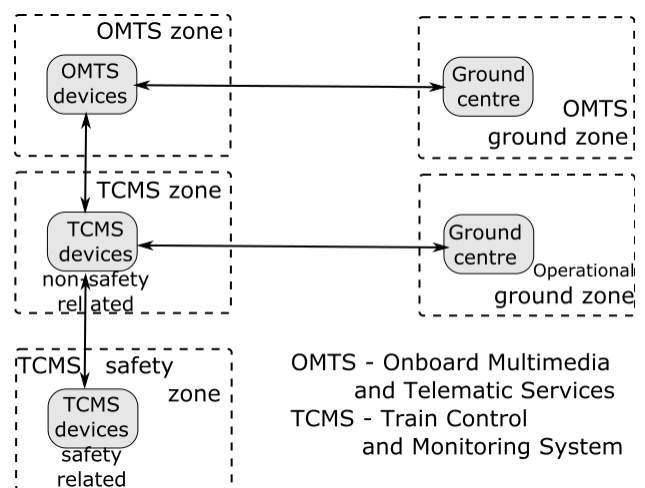 OMTS zone
OMTS
devices
Ground
centre
OMTS
ground zone
TCMS zone
TCMS
devices
non-safety
related
Ground
centre
Operational
ground zone
TCMS safety
zone
TCMS
devices
safety
related
OMTS - Onboard Multimedia
and Telematic Services
TCMS - Train Control
and Monitoring System